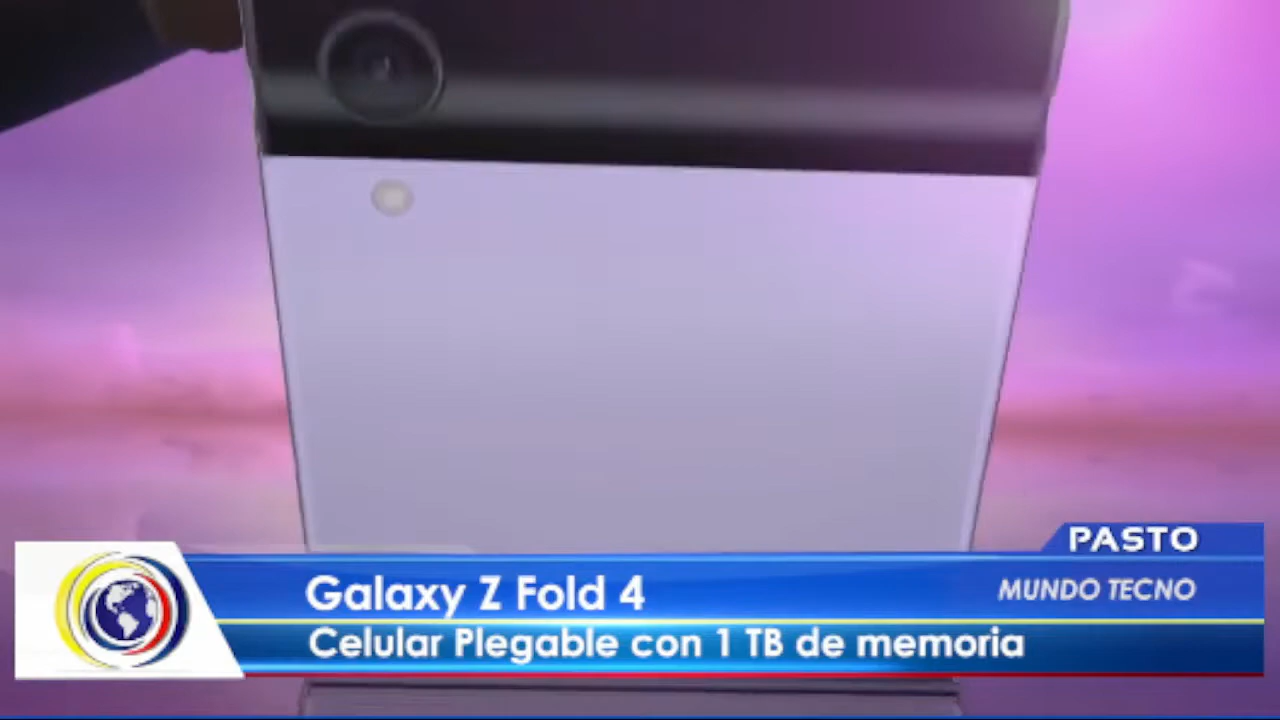 PASTO
Galaxy Z Fold 4
MUNDO TECNO
Celular Plegable con 1 TB de memoria